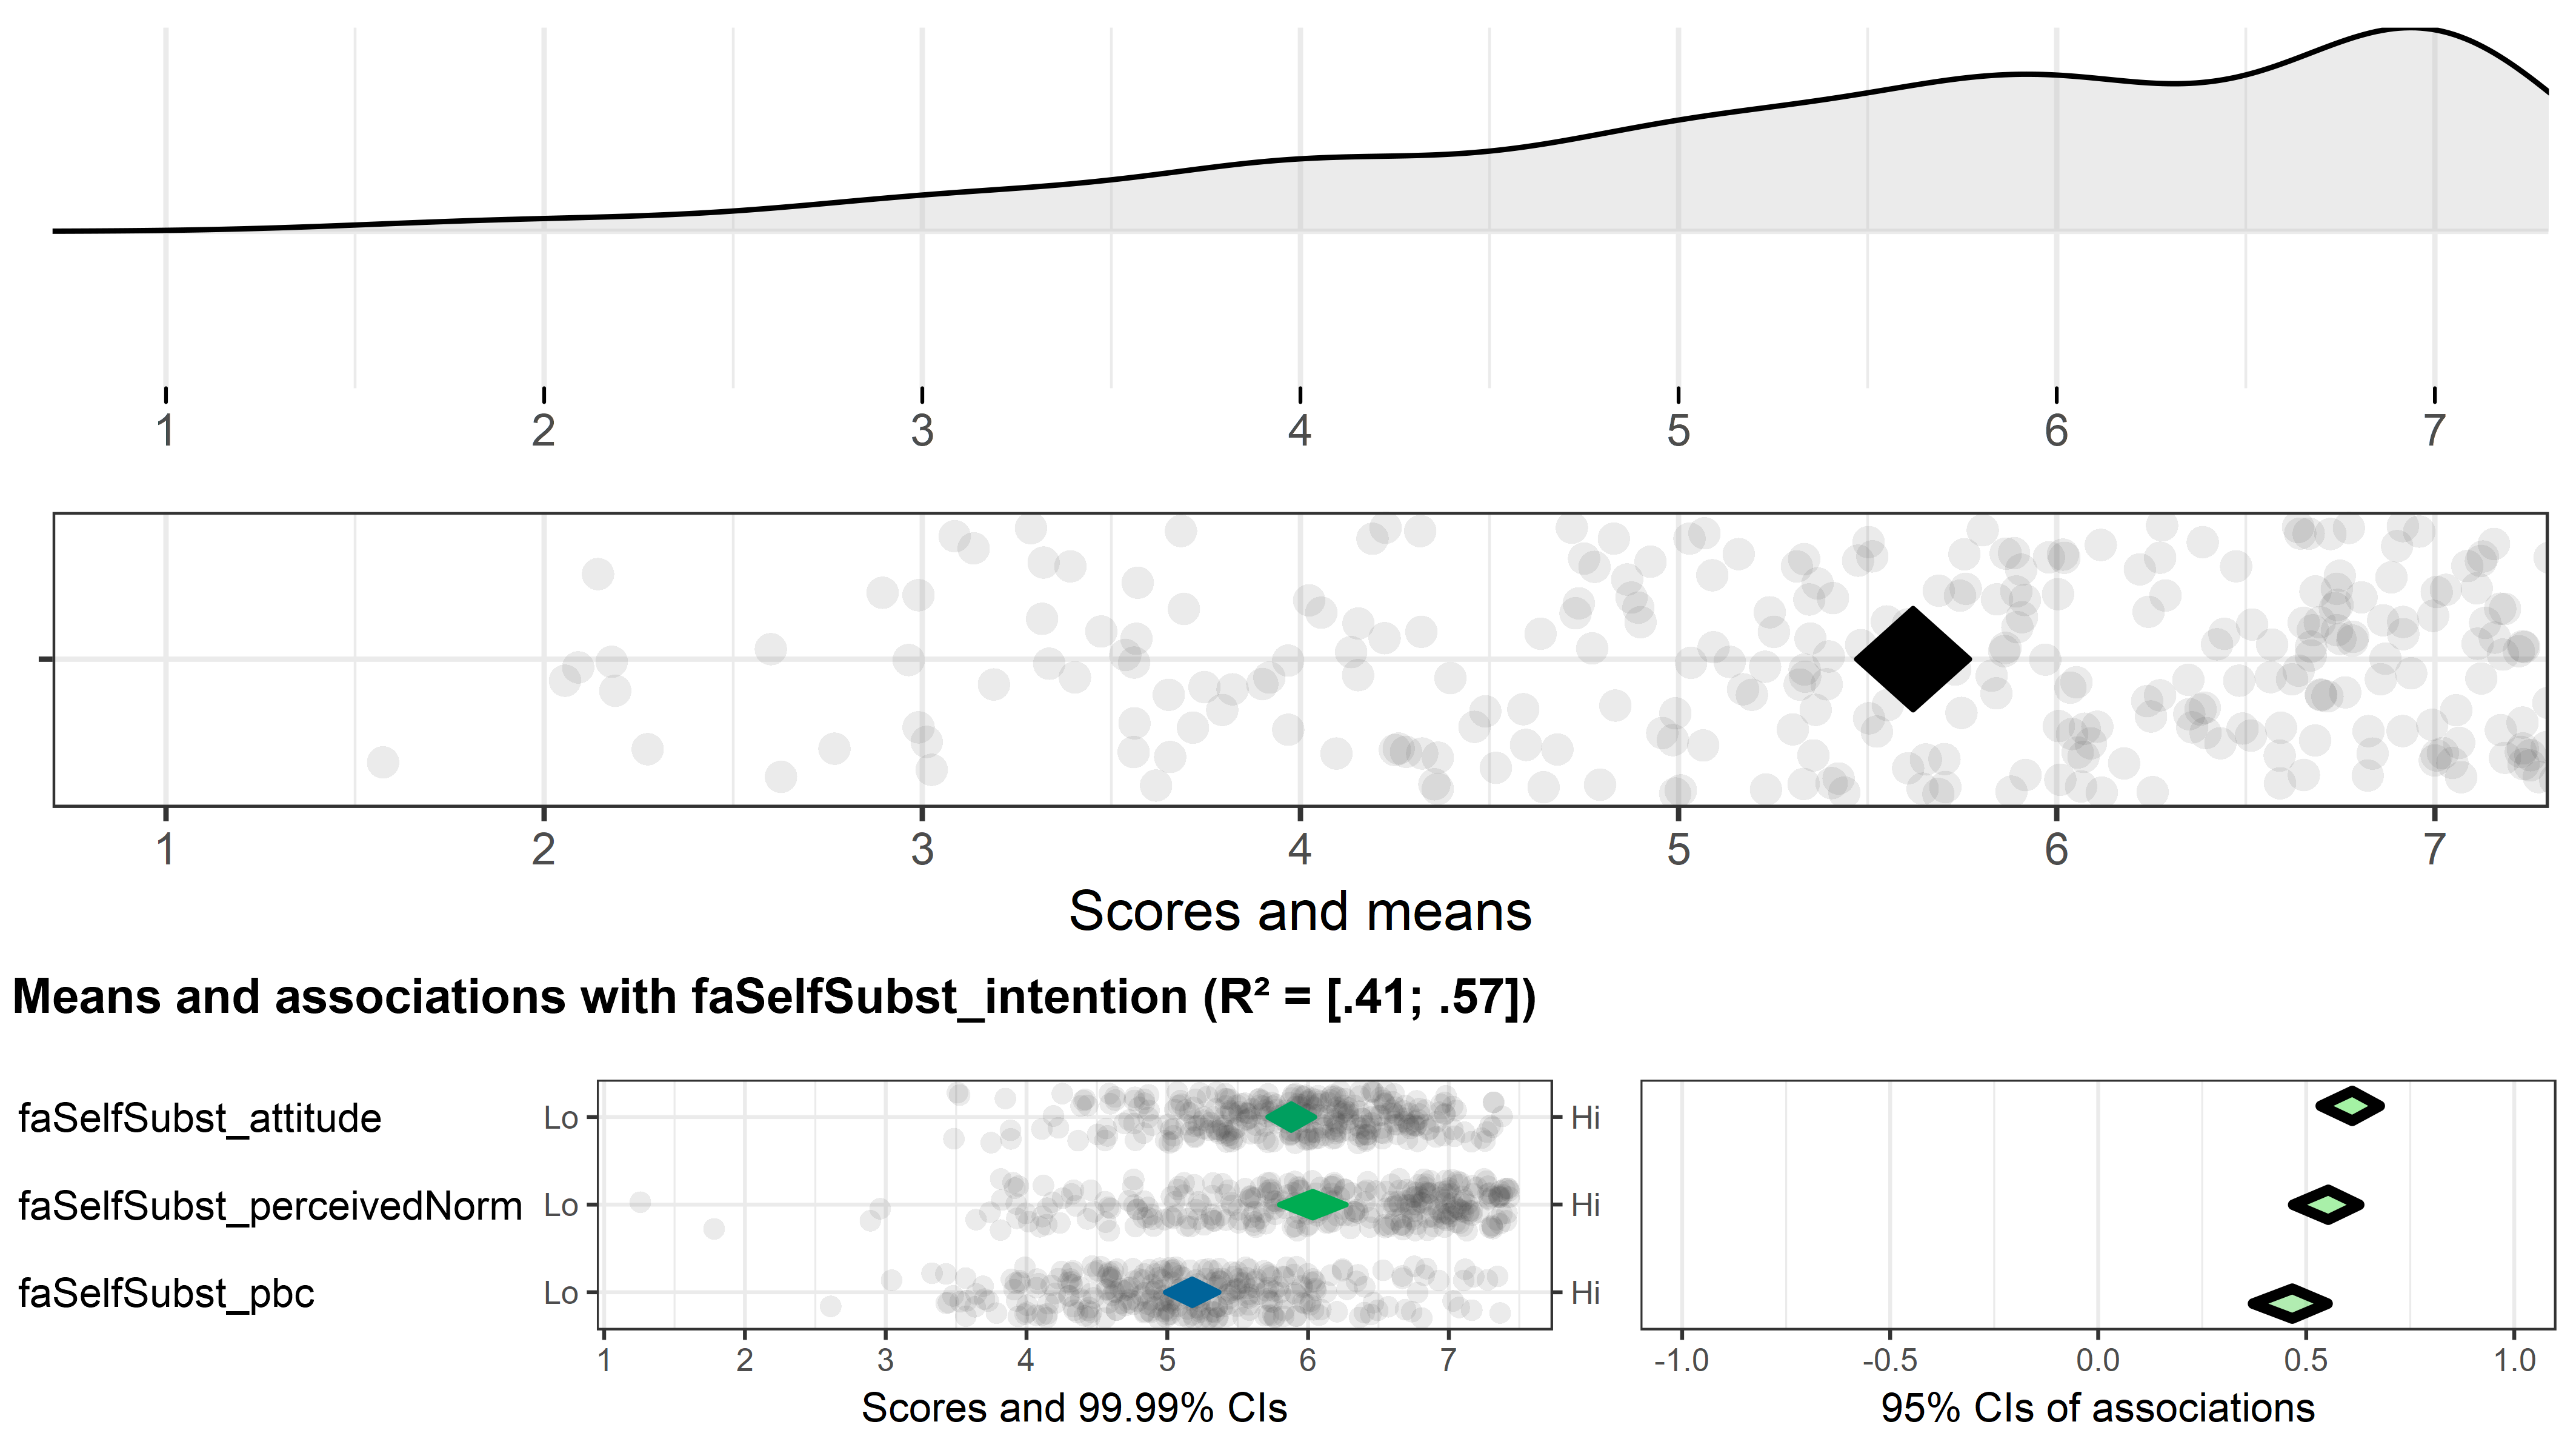 1 2 3 4 5 6 7
1 2 3 4 5 6 7
Scores and means
Means and associations with faSelfSubst_intention (R² = [.41; .57])
faSelfSubst_attitude Lo Hi
faSelfSubst_perceivedNorm Lo Hi
faSelfSubst_pbc Lo Hi
1 2 3 4 5 6 7 -1.0 -0.5 0.0 0.5 1.0
Scores and 99.99% CIs 95% CIs of associations